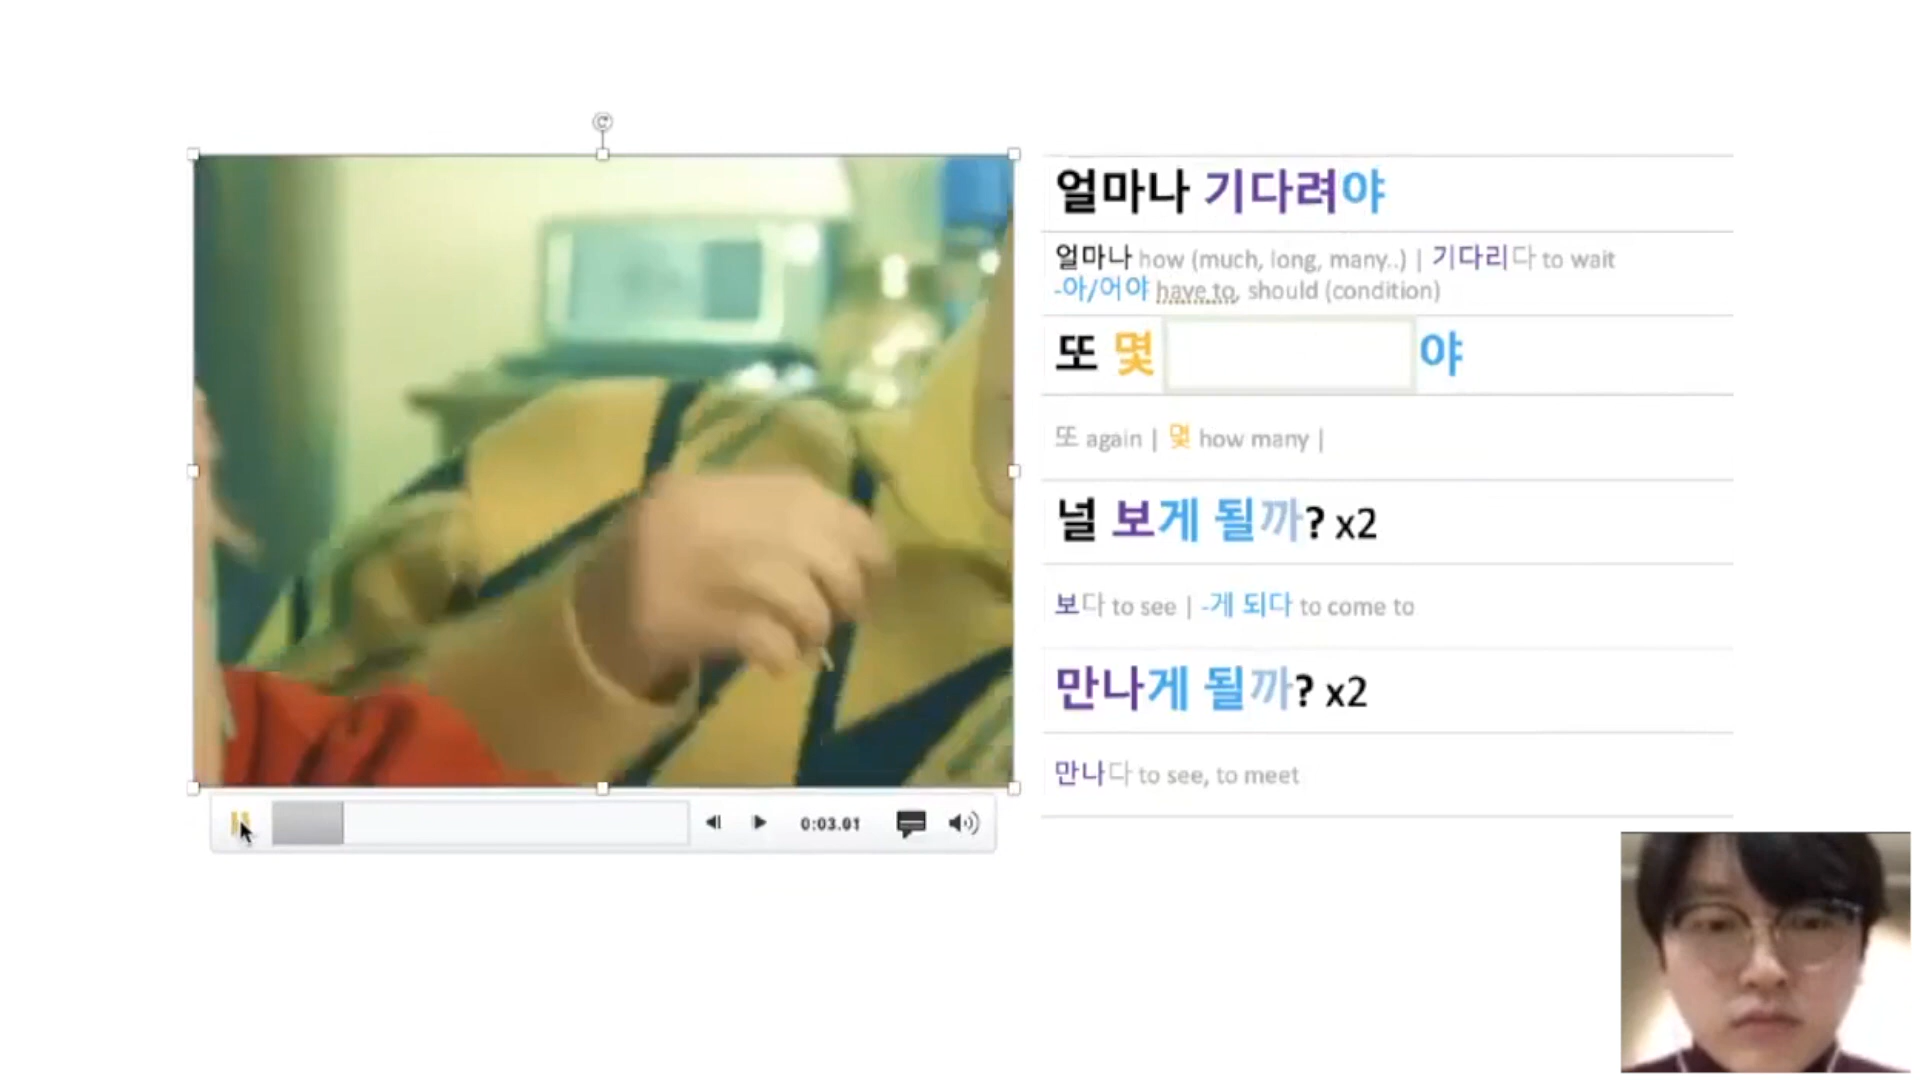 얼마나 기다려야
얼마나 how (much, long, many..) | 기다리다 to wait
-아/어야 have to, should (condition)
또 몇 야
또 again | 몇 how many |
널 보게 될까? x2
보다 to see | -게 되다 to come to
만나게 될까? x2
만나다 to see, to meet
0:03.01